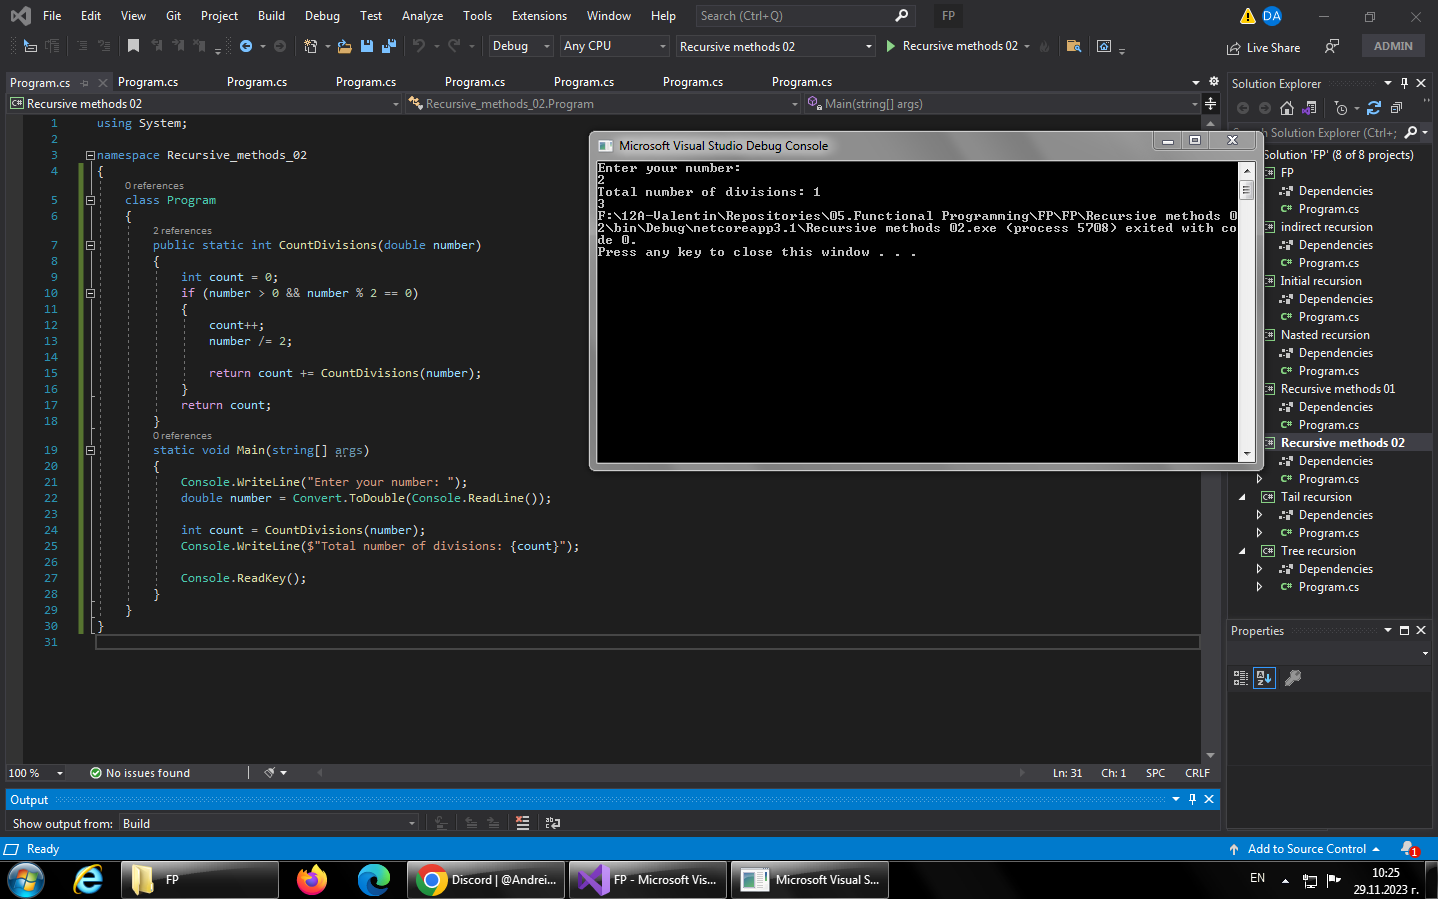 File Edit View Git Project Build Debug Test Analyze Tools Extensions Window Help Search (Ctrl+Q) FP DA
Debug Any CPU Recursive methods 02 Recursive methods 02 Live Share ADMIN
Program.cs Program.cs Program.cs Program.cs Program.cs Program.cs Program.cs Program.cs
Recursive methods 02 Recursive_methods_02.Program Main(string[] args)
1 using System;
2
3 namespace Recursive_methods_02
4 {
0 references
5 class Program
6 {
2 references
7 public static int CountDivisions(double number)
8 {
9 int count = 0;
10 if (number > 0 && number % 2 == 0)
11 {
12 count++;
13 number /= 2;
14
15 return count += CountDivisions(number);
16 }
17 return count;
18 }
0 references
19 static void Main(string[] args)
20 {
21 Console.WriteLine("Enter your number: ");
22 double number = Convert.ToDouble(Console.ReadLine());
23
24 int count = CountDivisions(number);
25 Console.WriteLine($"Total number of divisions: {count}");
26
27 Console.ReadKey();
28 }
29 }
30 }
31
Microsoft Visual Studio Debug Console
Enter your number:
2
Total number of divisions: 1
3
F:\12A-Valentin\Repositories\05.Functional Programming\FP\FP\Recursive methods 0
2\bin\Debug\netcoreapp3.1\Recursive methods 02.exe (process 5708) exited with co
de 0.
Press any key to close this window . . .
Solution Explorer
Solution Explorer (Ctrl+;
Solution 'FP' (8 of 8 projects)
FP
Dependencies
Program.cs
indirect recursion
Dependencies
Program.cs
Initial recursion
Dependencies
Program.cs
Nasted recursion
Dependencies
Program.cs
Recursive methods 01
Dependencies
Program.cs
Recursive methods 02
Dependencies
Program.cs
Tail recursion
Dependencies
Program.cs
Tree recursion
Dependencies
Program.cs
Properties
100 % No issues found Ln: 31 Ch: 1 SPC CRLF
Output
Show output from: Build
Ready Add to Source Control 1
FP Discord | @Andrei... FP - Microsoft Vis... Microsoft Visual S... EN 10:25
29.11.2023 г.